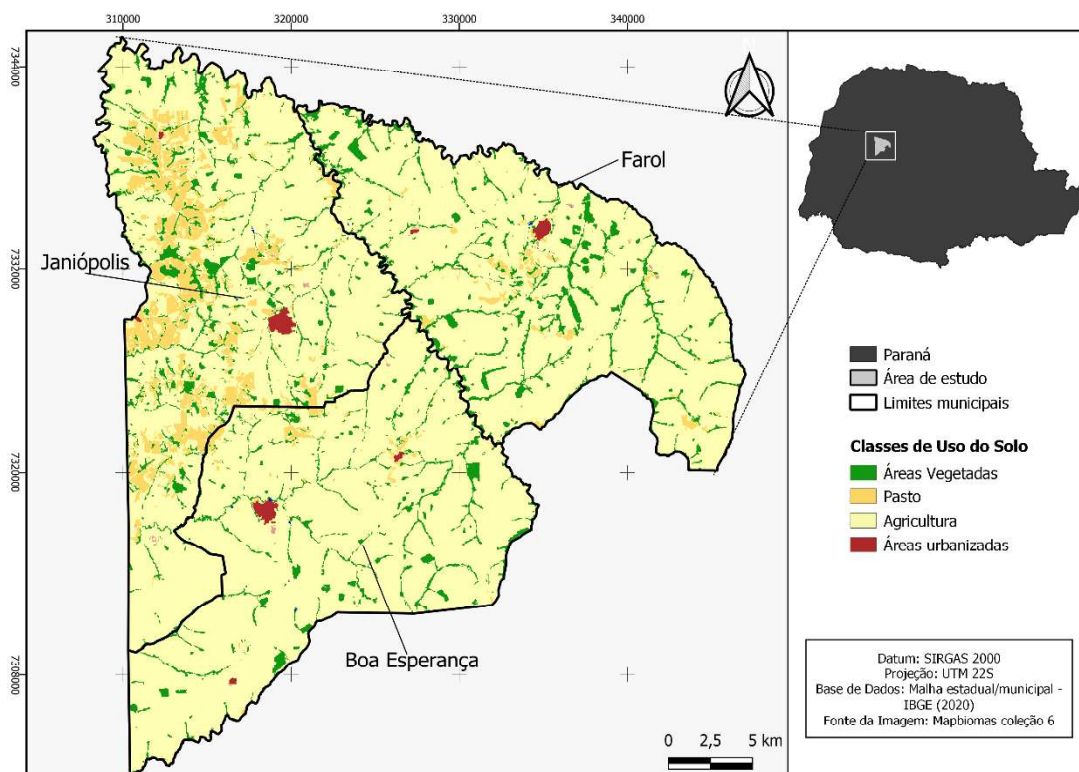 310000
320000
330000
340000
7344000
7332000
7320000
7308000
Farol
Janiópolis
Boa Esperança
0 2,5 5 km
Paraná
Área de estudo
Limites municipais
Classes de Uso do Solo
Áreas Vegetadas
Pasto
Agricultura
Áreas urbanizadas
Datum: SIRGAS 2000
Projeção: UTM 22S
Base de Dados: Malha estadual/municipal -
IBGE (2020)
Fonte da Imagem: Mapbiomas coleção 6